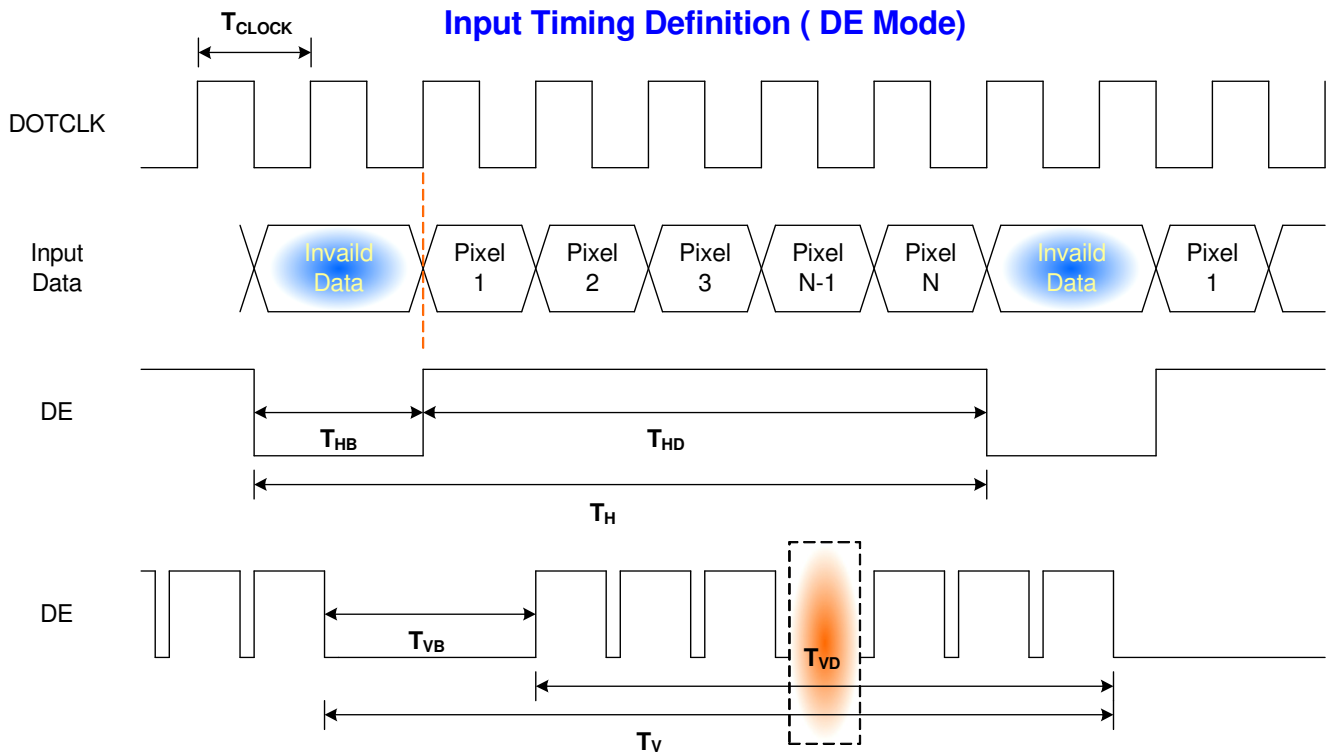 Input Timing Definition ( DE Mode)
TCLOCK
DOTCLK
Input
Data
Invaild
Data
Pixel
1
Pixel
2
Pixel
3
Pixel
N-1
Pixel
N
Invaild
Data
Pixel
1
DE
THB
THD
TH
DE
TVB
TVD
TV